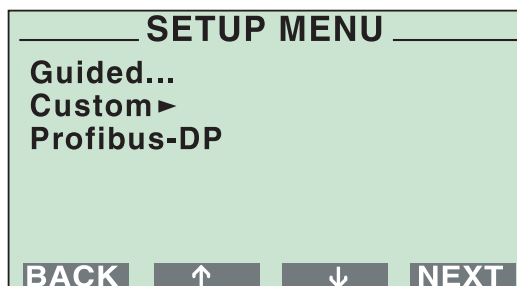 SETUP MENU
Guided...
Custom►
Profibus-DP
BACK ↑ ↓ NEXT